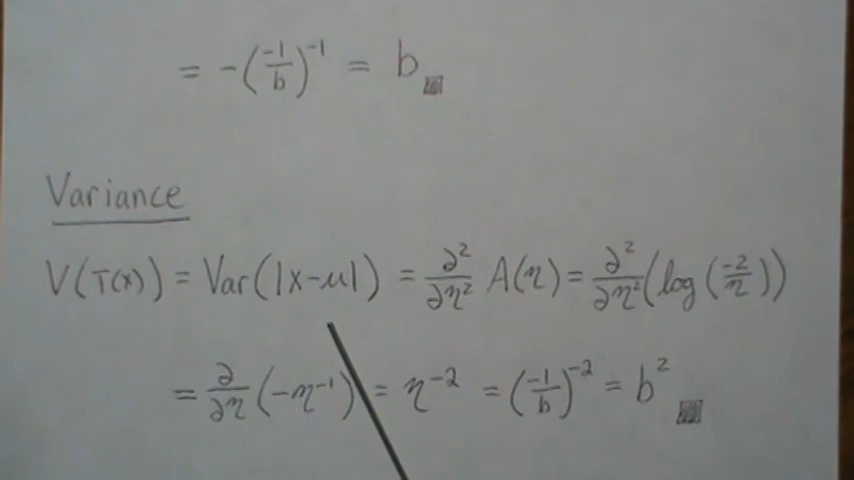 = -(-1/b)^-1 = b
Variance
V(T(x)) = Var(|x-μ|) = ∂²/∂η² A(η) = ∂²/∂η² (log(-2/η))
= ∂/∂η (-η^-1) = η^-2 = (-1/b)^-2 = b²